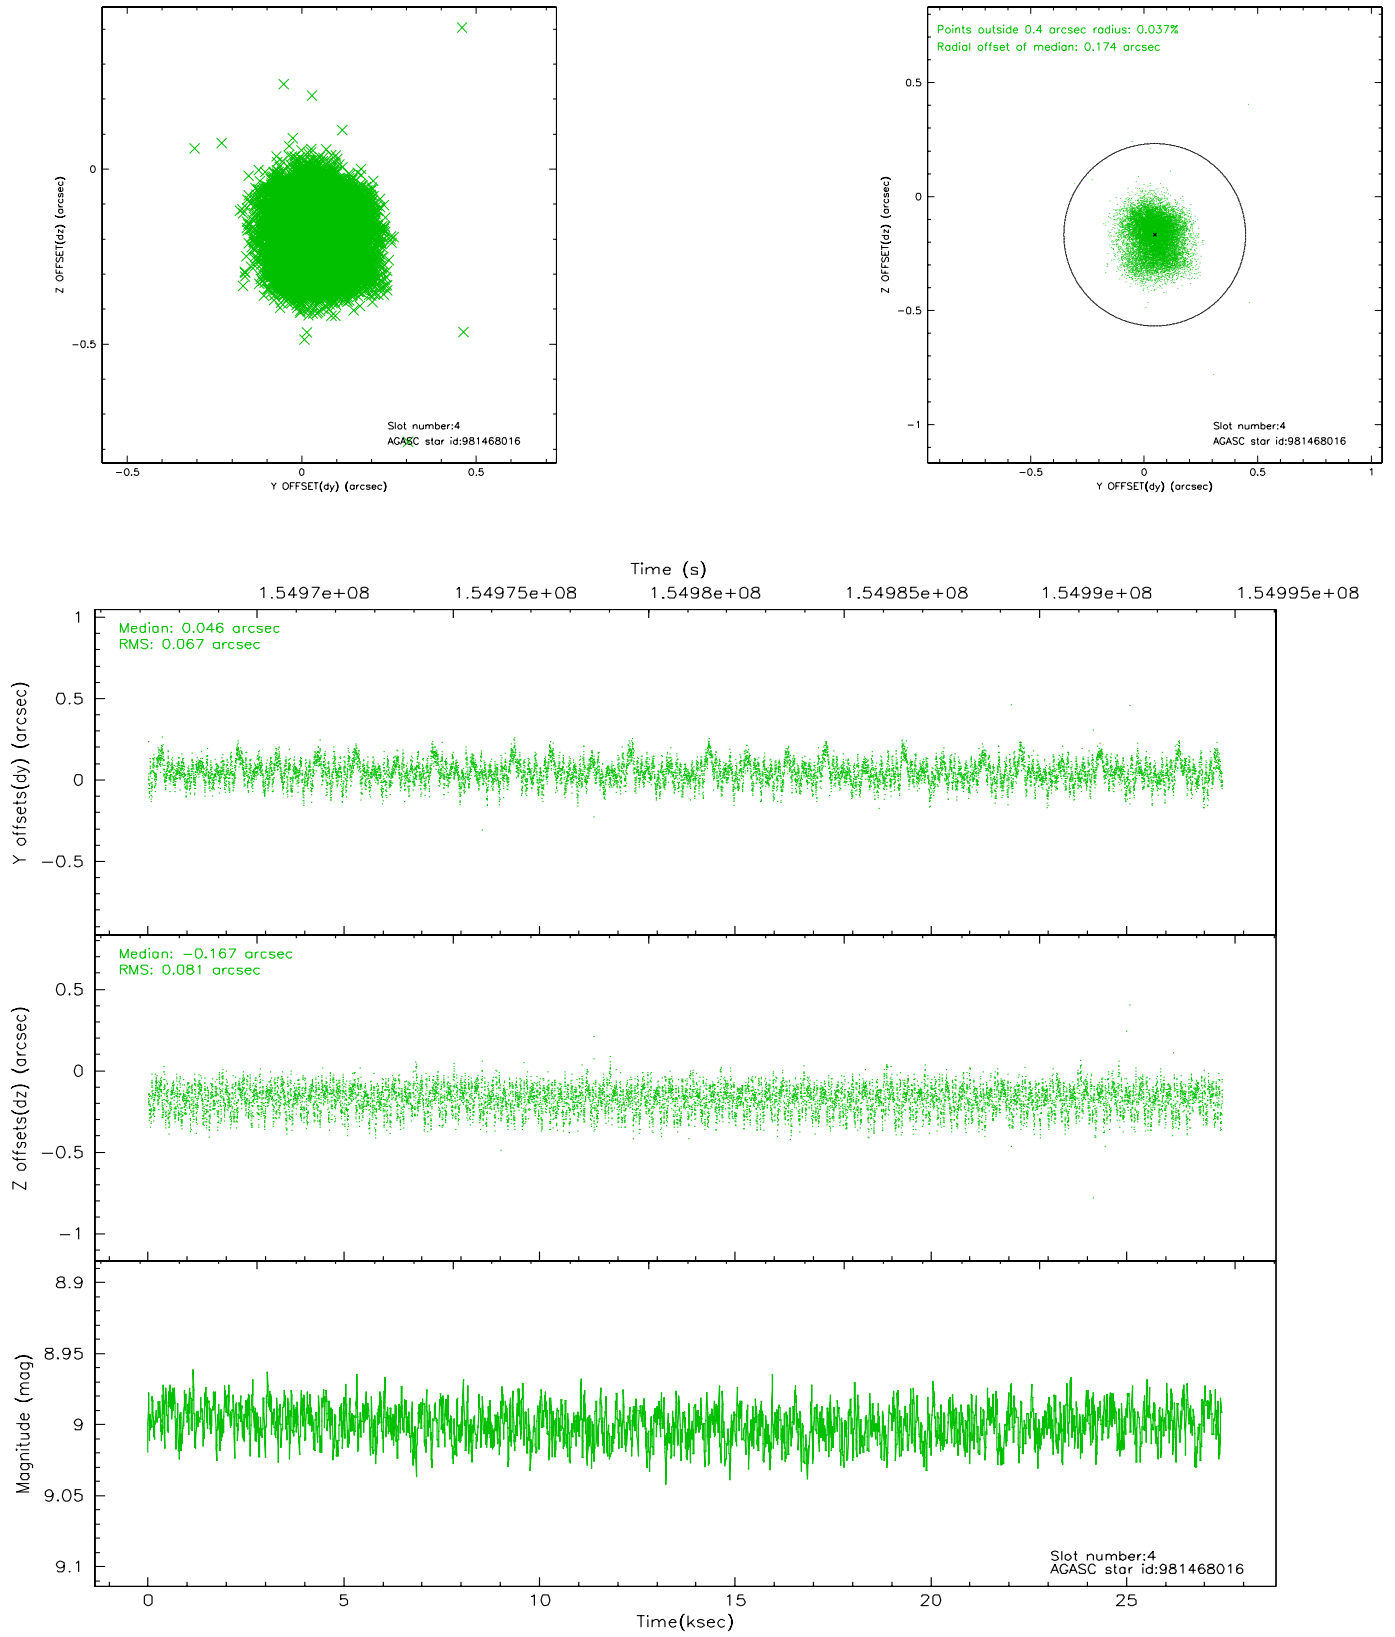 0
−0.5
Z OFFSET(dz) (arcsec)
Slot number:4
AGASC star id:981468016
−0.5
0
0.5
Y OFFSET(dy) (arcsec)
Points outside 0.4 arcsec radius: 0.037%
Radial offset of median: 0.174 arcsec
0.5
0
−0.5
−1
Z OFFSET(dz) (arcsec)
Slot number:4
AGASC star id:981468016
−0.5
0
0.5
1
Y OFFSET(dy) (arcsec)
Time (s)
1.5497e+08
1.54975e+08
1.5498e+08
1.54985e+08
1.5499e+08
1.54995e+08
Median: 0.046 arcsec
RMS: 0.067 arcsec
1
0.5
0
−0.5
Y offsets(dy) (arcsec)
Median: −0.167 arcsec
RMS: 0.081 arcsec
0.5
0
−0.5
−1
Z offsets(dz) (arcsec)
8.9
8.95
9
9.05
9.1
Magnitude (mag)
Slot number:4
AGASC star id:981468016
0
5
10
15
20
25
Time(ksec)